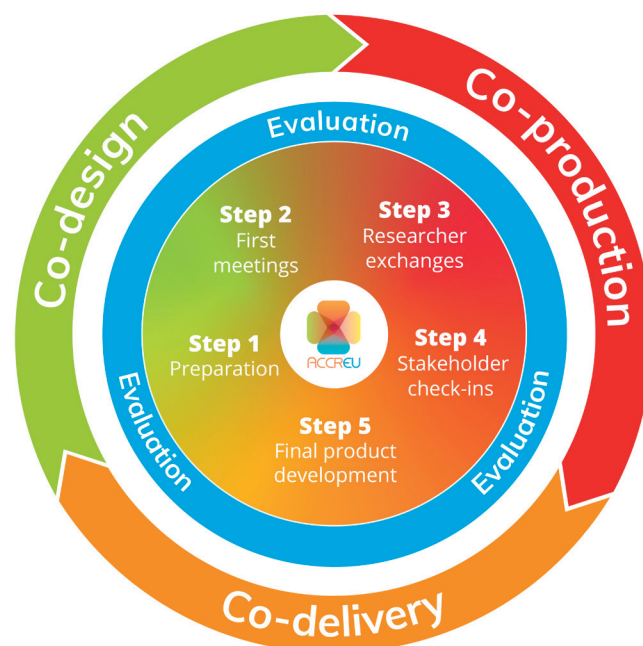 Co-design
Co-production
Evaluation
Step 2
First
meetings
Step 3
Researcher
exchanges
Step 1
Preparation
ACCREU
Step 4
Stakeholder
check-ins
Step 5
Final product
development
Evaluation
Evaluation
Co-delivery